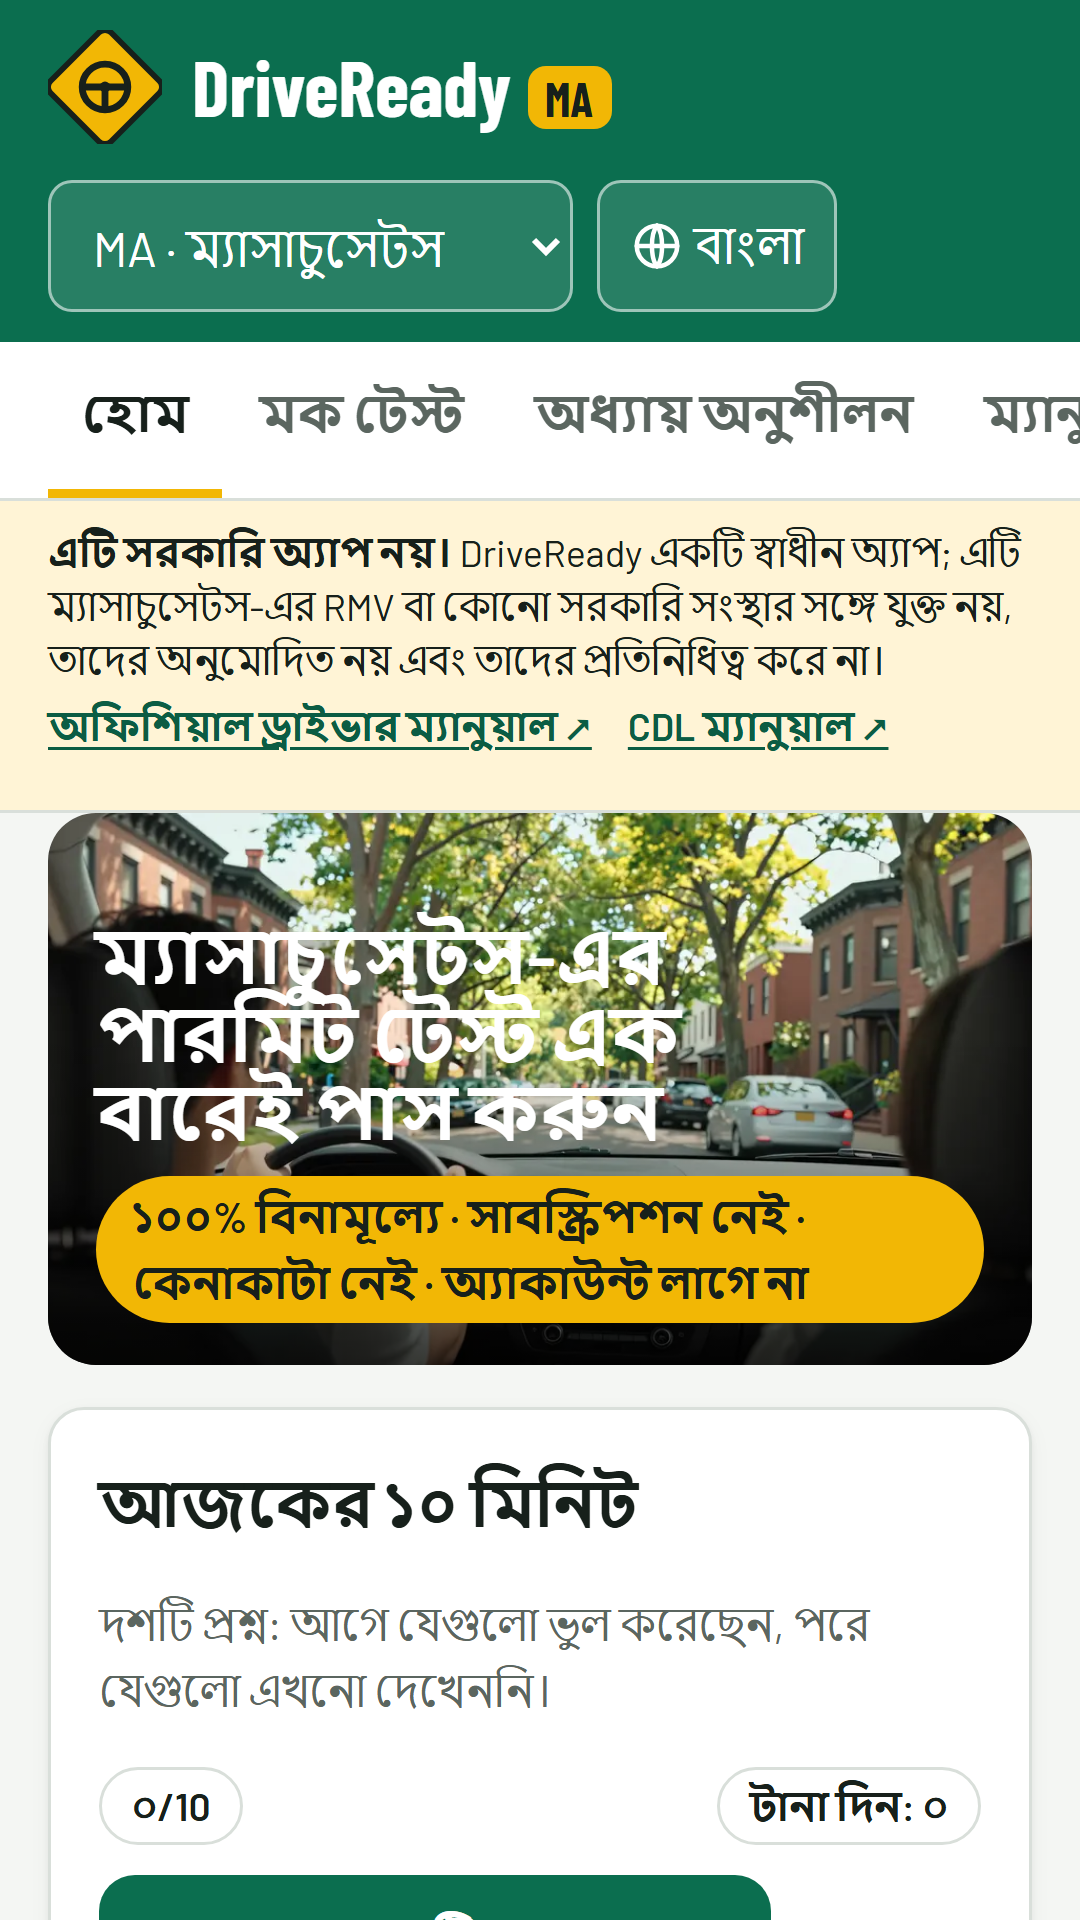 DriveReady MA
MA · ম্যাসাচুসেটস
বাংলা
হোম মক টেস্ট অধ্যায় অনুশীলন
এটি সরকারি অ্যাপ নয়। DriveReady একটি স্বাধীন অ্যাপ; এটি
ম্যাসাচুসেটস-এর RMV বা কোনো সরকারি সংস্থার সঙ্গে যুক্ত নয়,
তাদের অনুমোদিত নয় এবং তাদের প্রতিনিধিত্ব করে না।
অফিশিয়াল ড্রাইভার ম্যানুয়াল ↗ CDL ম্যানুয়াল ↗
ম্যাসাচুসেটস-এর
পারমিট টেস্ট এক
বারেই পাস করুন
১০০% বিনামূল্যে · সাবস্ক্রিপশন নেই ·
কেনাকাটা নেই · অ্যাকাউন্ট লাগে না
আজকের ১০ মিনিট
দশটি প্রশ্ন: আগে যেগুলো ভুল করেছেন, পরে
যেগুলো এখনো দেখেননি।
০/10
টানা দিন: ০